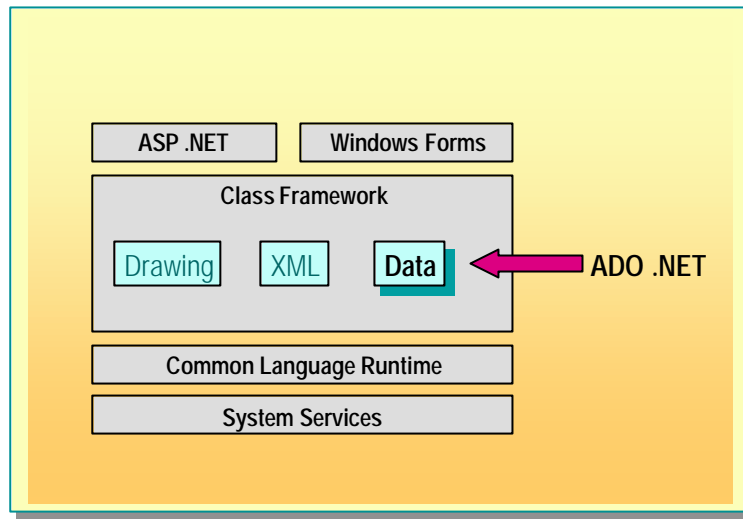 ASP .NET Windows Forms
Class Framework
Drawing XML Data ADO .NET
Common Language Runtime
System Services